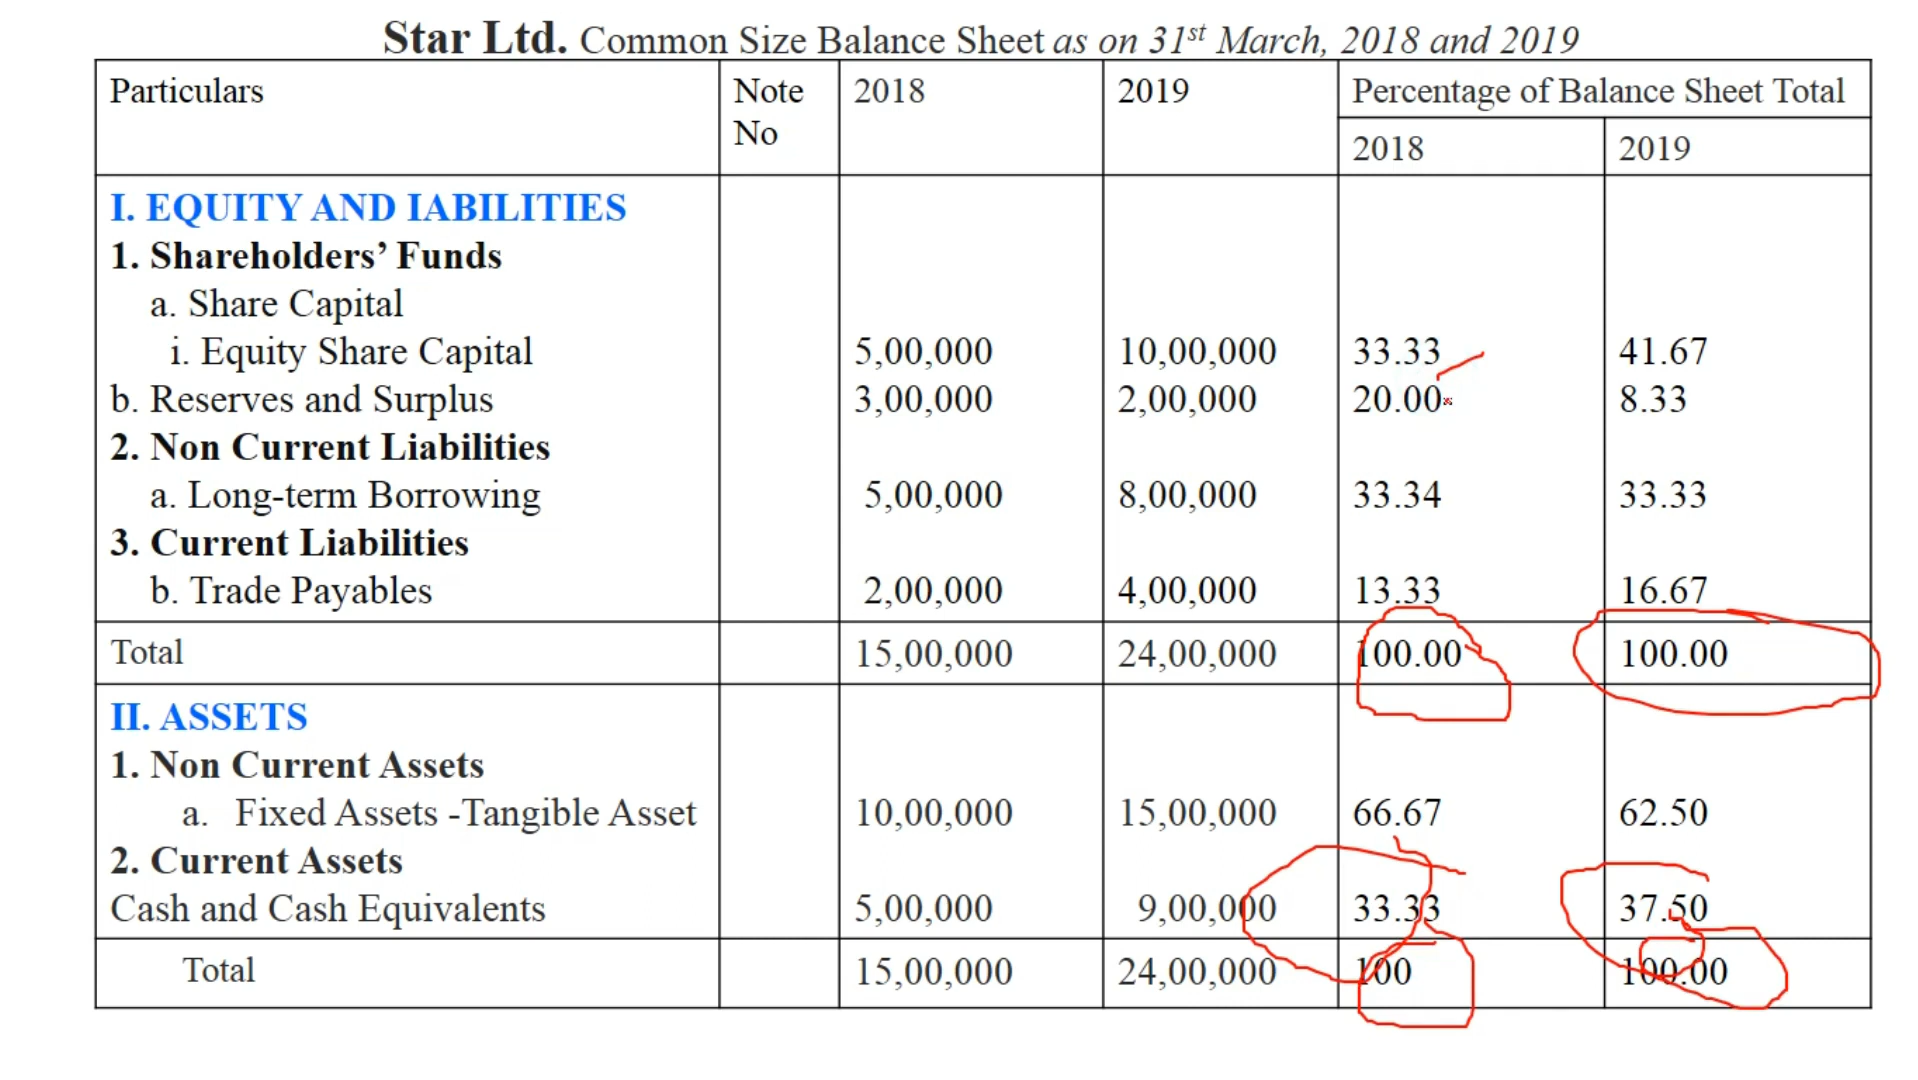 Star Ltd. Common Size Balance Sheet as on 31st March, 2018 and 2019
Particulars Note No 2018 2019 Percentage of Balance Sheet Total
2018 2019
I. EQUITY AND IABILITIES
1. Shareholders' Funds
a. Share Capital
i. Equity Share Capital 5,00,000 10,00,000 33.33 41.67
b. Reserves and Surplus 3,00,000 2,00,000 20.00 8.33
2. Non Current Liabilities
a. Long-term Borrowing 5,00,000 8,00,000 33.34 33.33
3. Current Liabilities
b. Trade Payables 2,00,000 4,00,000 13.33 16.67
Total 15,00,000 24,00,000 100.00 100.00
II. ASSETS
1. Non Current Assets
a. Fixed Assets -Tangible Asset 10,00,000 15,00,000 66.67 62.50
2. Current Assets
Cash and Cash Equivalents 5,00,000 9,00,000 33.33 37.50
Total 15,00,000 24,00,000 100 100.00